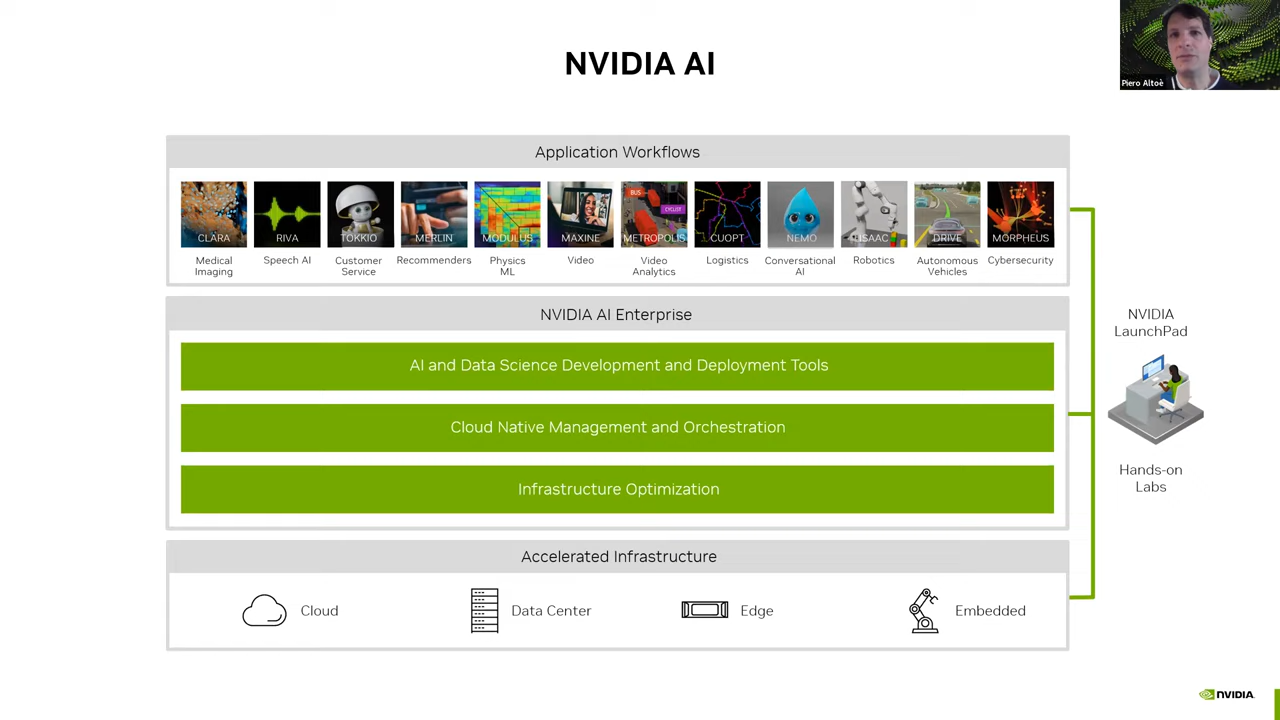 NVIDIA AI
Piero Altoè
Application Workflows
CLARA
RIVA
TOKKIO
MERLIN
MODULUS
MAXINE
BUS
CYCLIST
METROPOLIS
CUOPT
NEMO
ISAAC
DRIVE
MORPHEUS
Medical
Imaging
Speech AI
Customer
Service
Recommenders
Physics
ML
Video
Video
Analytics
Logistics
Conversational
AI
Robotics
Autonomous
Vehicles
Cybersecurity
NVIDIA AI Enterprise
AI and Data Science Development and Deployment Tools
Cloud Native Management and Orchestration
Infrastructure Optimization
NVIDIA
LaunchPad
Hands-on
Labs
Accelerated Infrastructure
Cloud
Data Center
Edge
Embedded
NVIDIA.